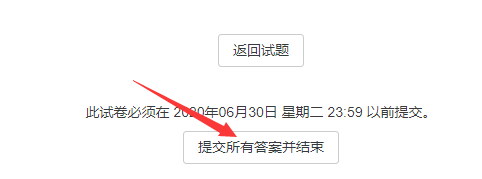 返回试题
此试卷必须在 2020年06月30日 星期二 23:59 以前提交。
提交所有答案并结束